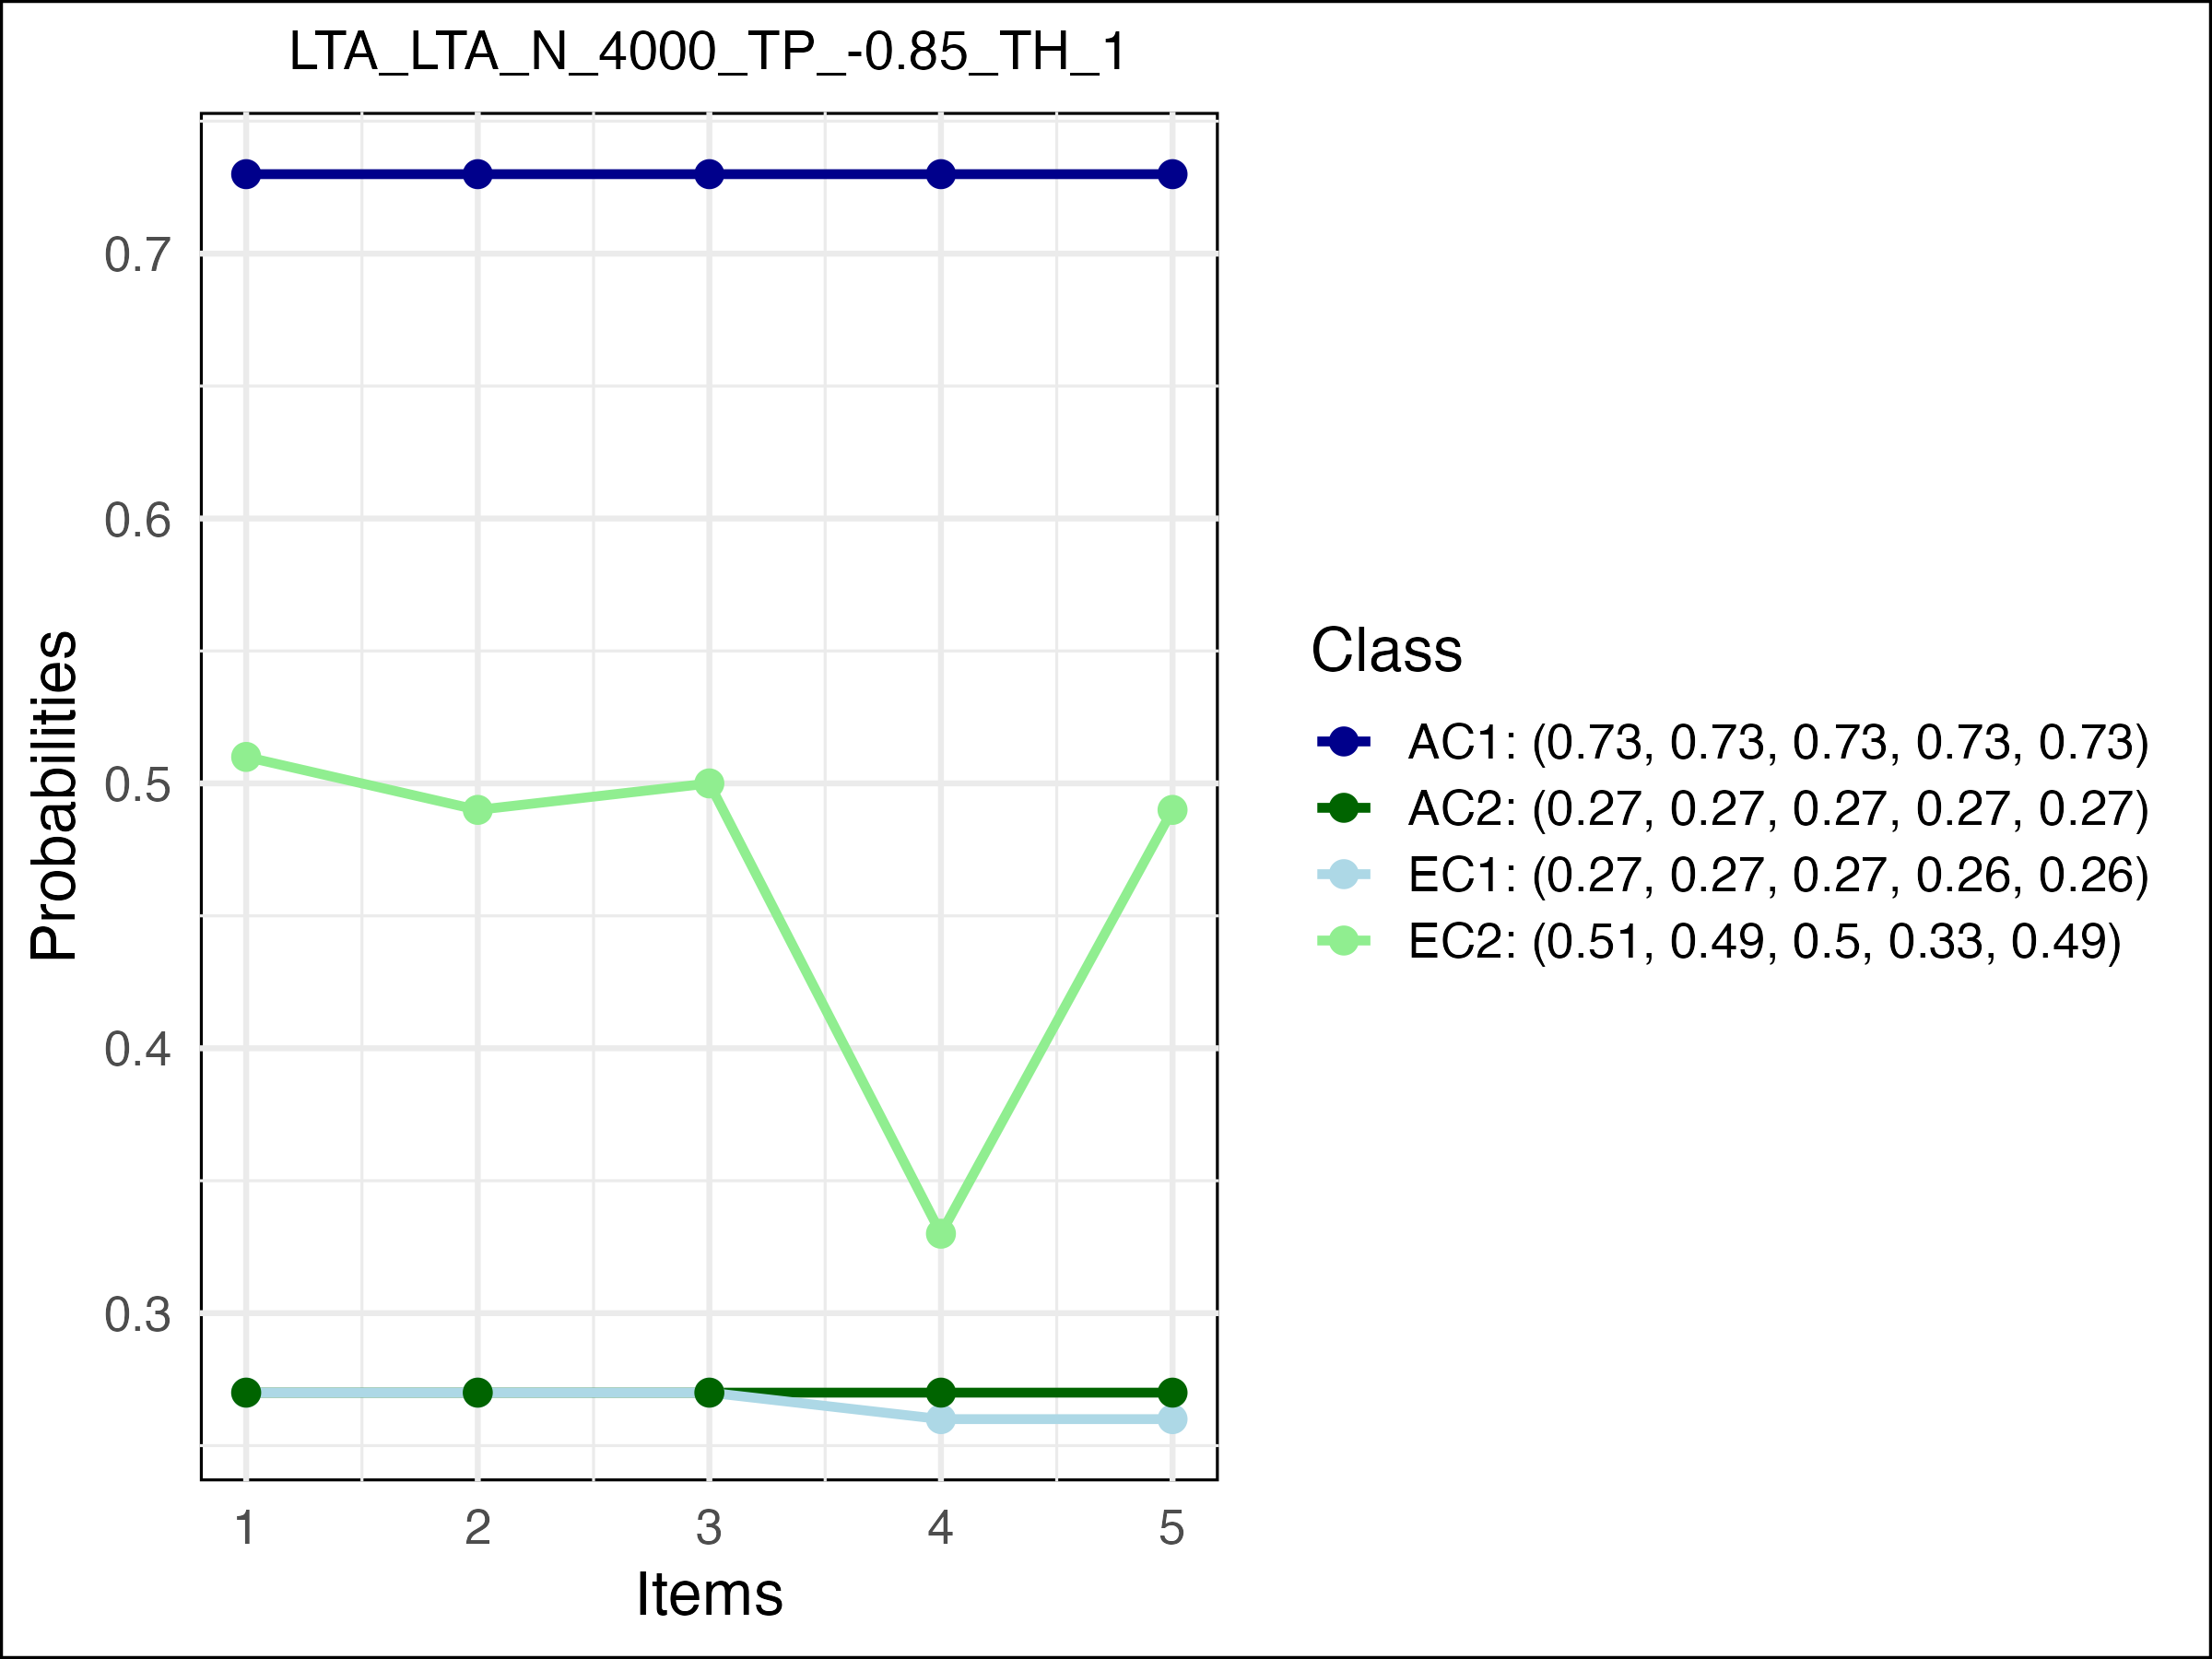 LTA_LTA_N_4000_TP_-0.85_TH_1
0.7
0.6
0.5
0.4
0.3
Probabilities
1 2 3 4 5
Items
Class
AC1: (0.73, 0.73, 0.73, 0.73, 0.73)
AC2: (0.27, 0.27, 0.27, 0.27, 0.27)
EC1: (0.27, 0.27, 0.27, 0.26, 0.26)
EC2: (0.51, 0.49, 0.5, 0.33, 0.49)